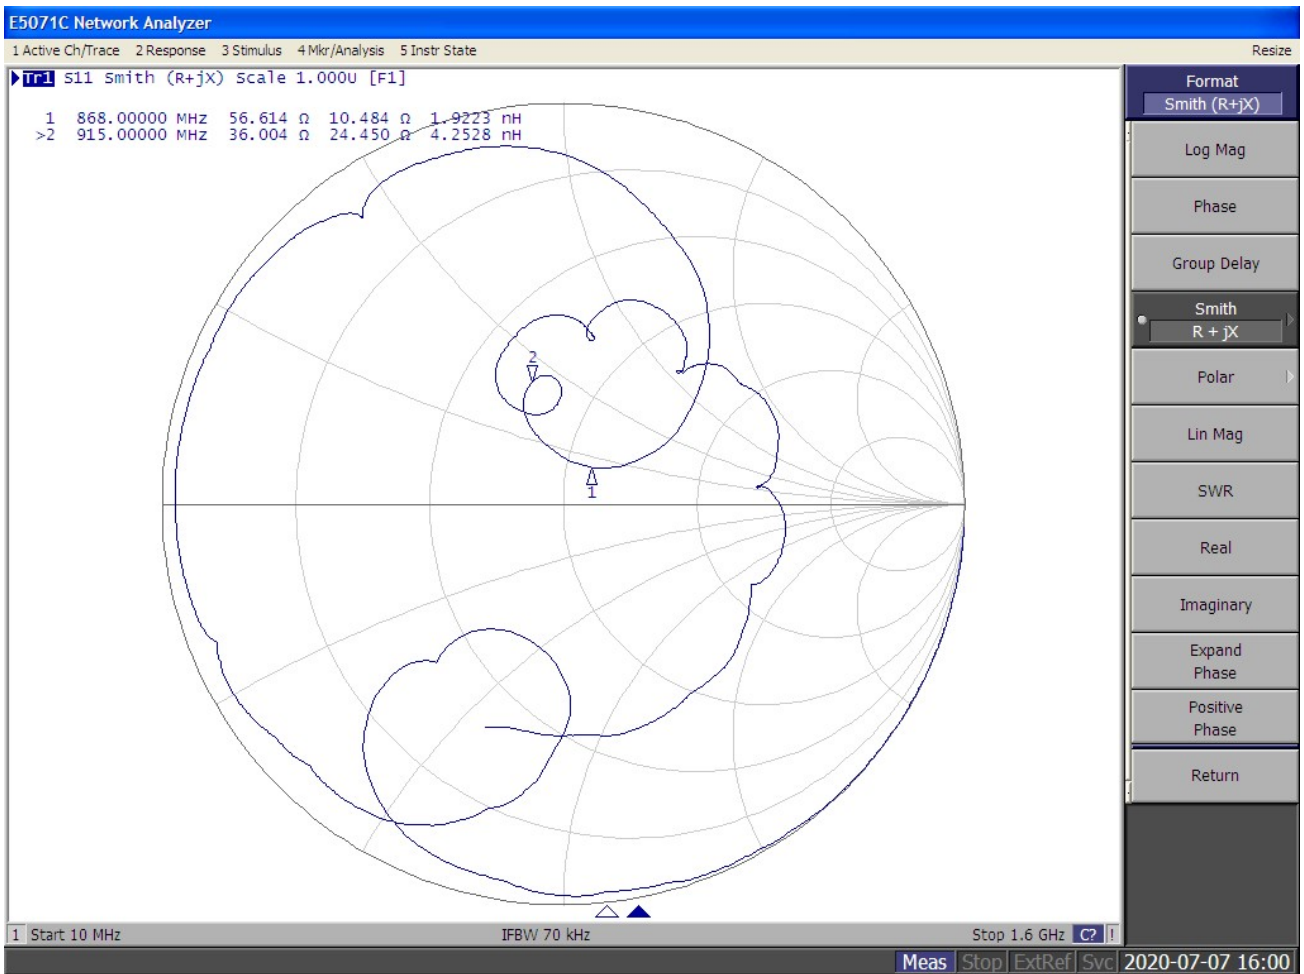 E5071C Network Analyzer
1 Active Ch/Trace 2 Response 3 Stimulus 4 Mkr/Analysis 5 Instr State Resize
Tr1 S11 Smith (R+jX) Scale 1.000U [F1]
1 868.00000 MHz 56.614 Ω 10.484 Ω 1.9223 nH
>2 915.00000 MHz 36.004 Ω 24.450 Ω 4.2528 nH
2
1
Format
Smith (R+jX)
Log Mag
Phase
Group Delay
Smith
R + jX
Polar
Lin Mag
SWR
Real
Imaginary
Expand
Phase
Positive
Phase
Return
1 Start 10 MHz IFBW 70 kHz Stop 1.6 GHz C? !
Meas Stop ExtRef Svc 2020-07-07 16:00